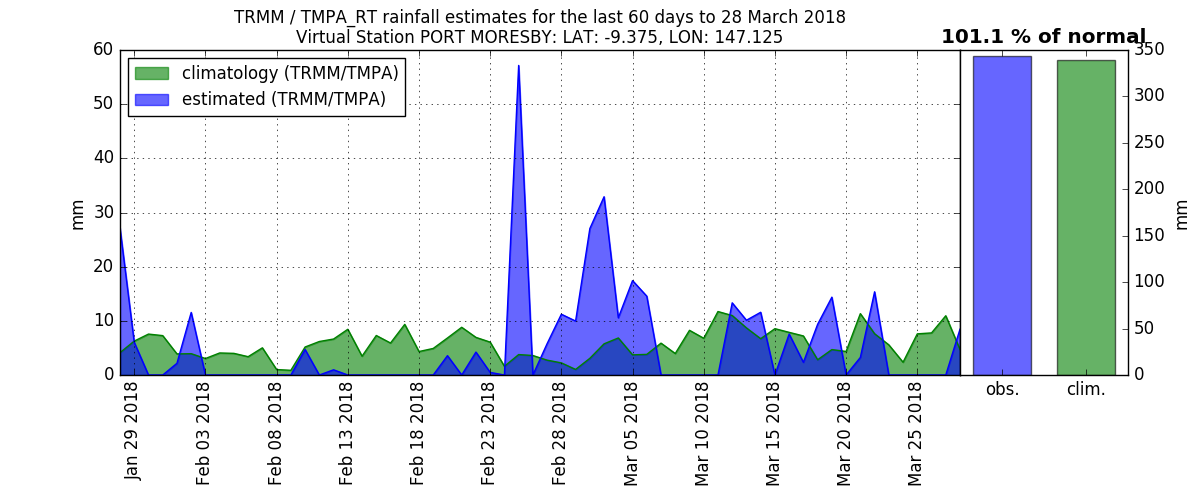 TRMM / TMPA_RT rainfall estimates for the last 60 days to 28 March 2018
Virtual Station PORT MORESBY: LAT: -9.375, LON: 147.125
101.1 % of normal
climatology (TRMM/TMPA)
estimated (TRMM/TMPA)
60
50
40
30
20
10
0
mm
Jan 29 2018
Feb 03 2018
Feb 08 2018
Feb 13 2018
Feb 18 2018
Feb 23 2018
Feb 28 2018
Mar 05 2018
Mar 10 2018
Mar 15 2018
Mar 20 2018
Mar 25 2018
obs.
clim.
350
300
250
200
150
100
50
0
mm